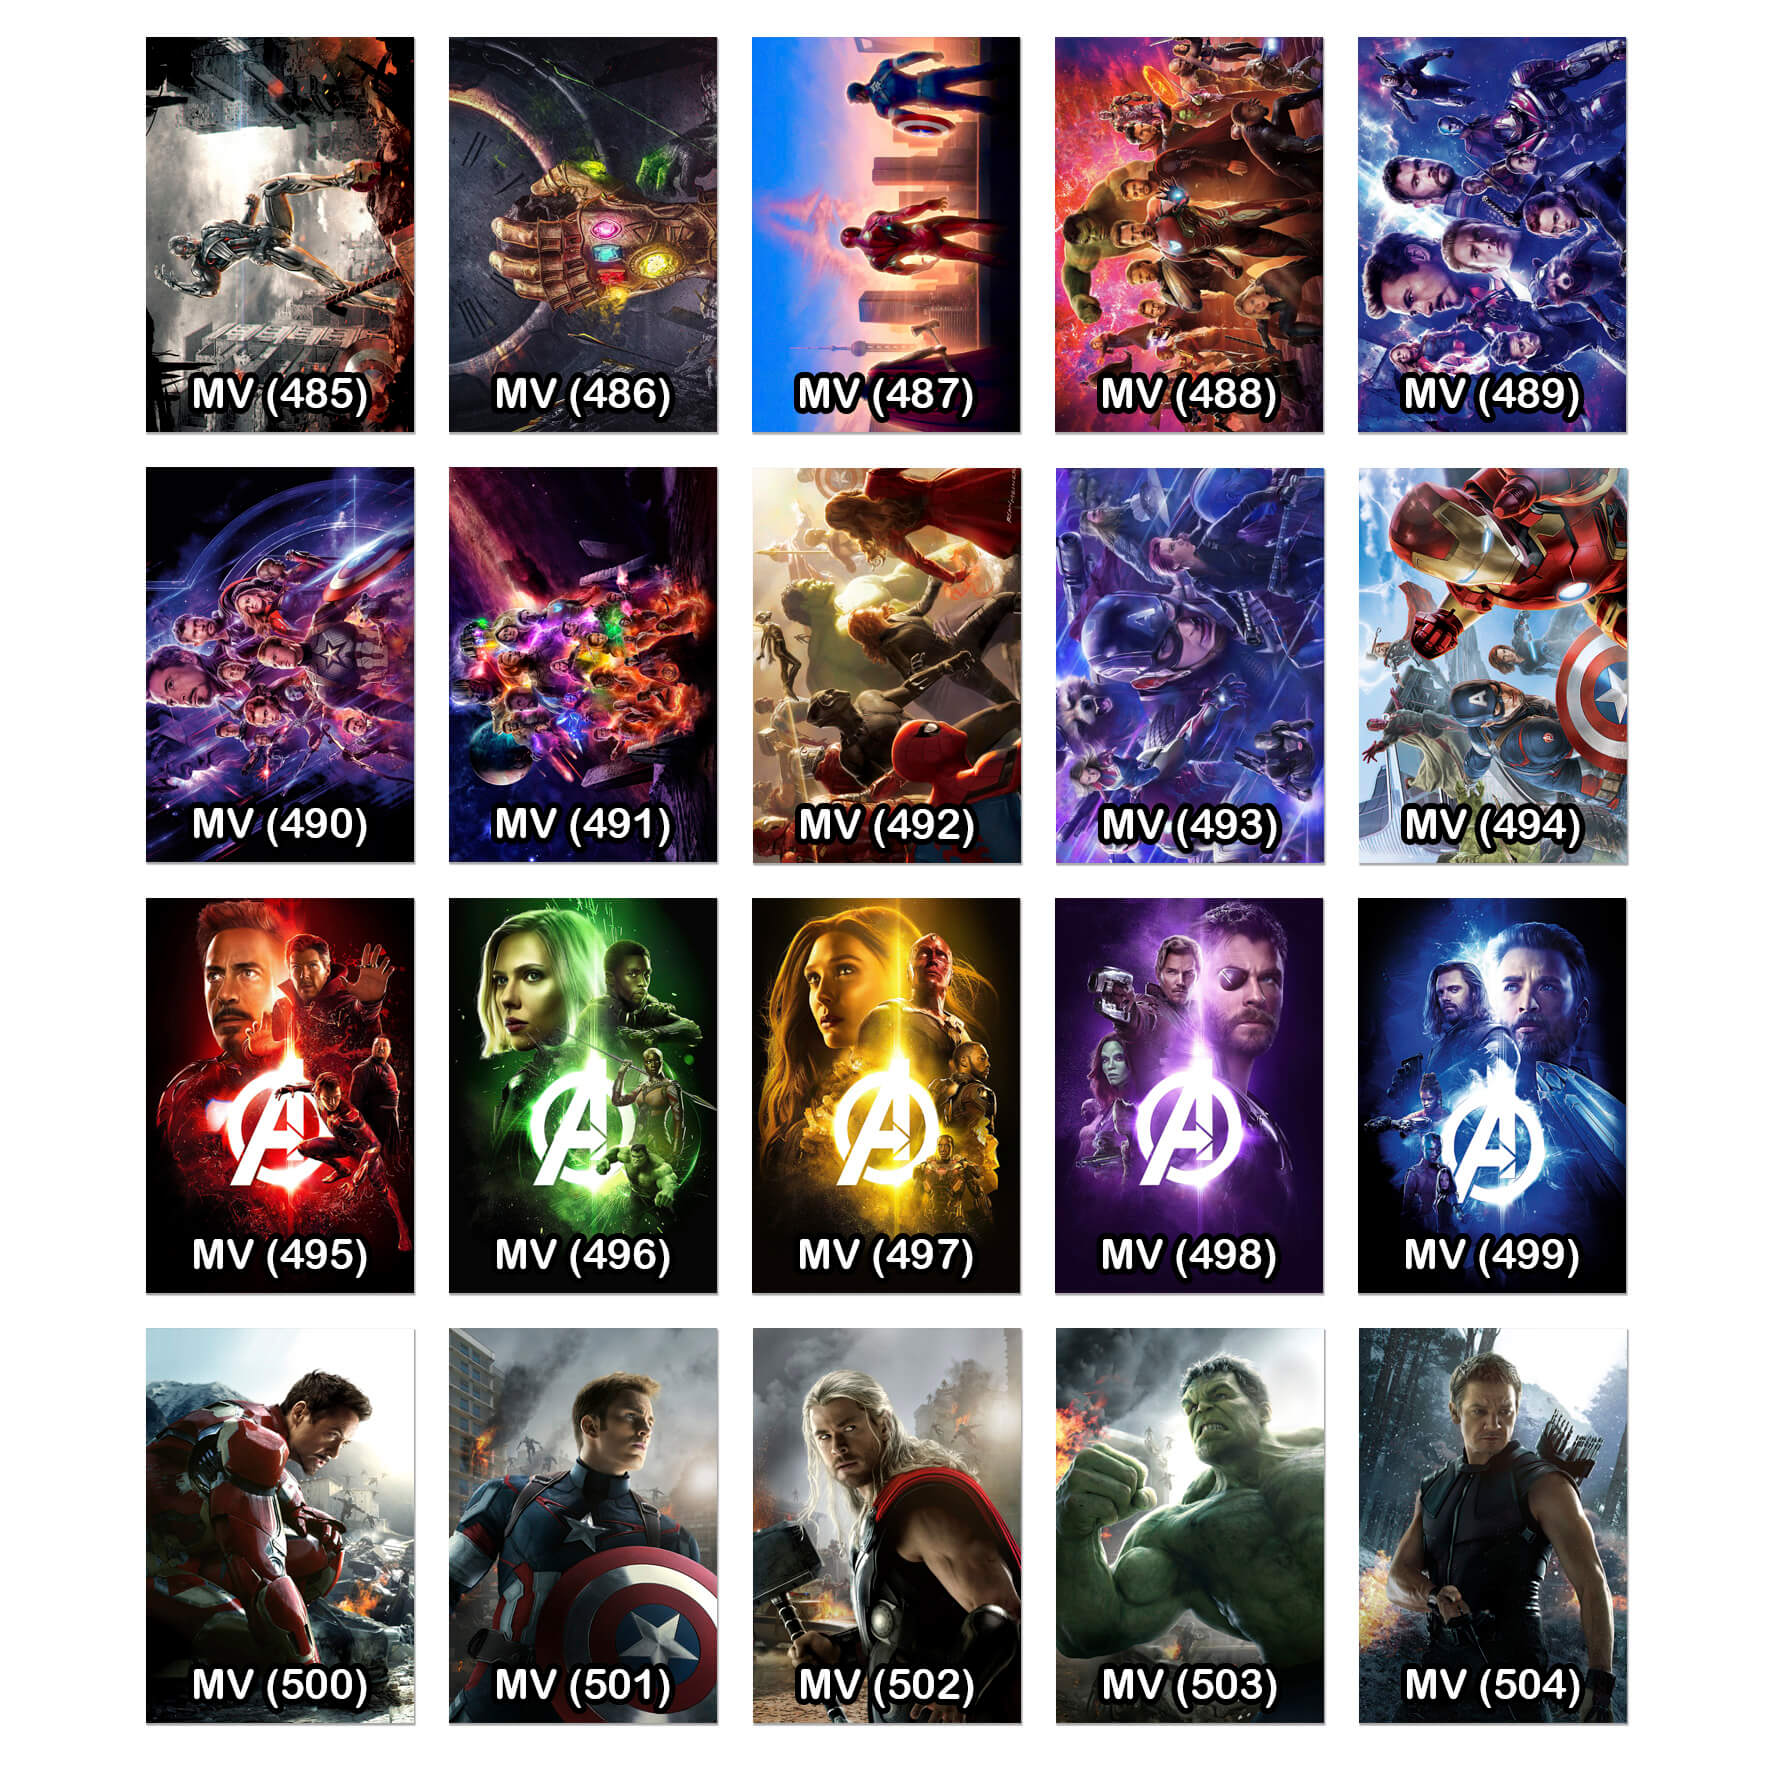 MV (485)
MV (486)
MV (487)
MV (488)
MV (489)
MV (490)
MV (491)
MV (492)
MV (493)
MV (494)
MV (495)
MV (496)
MV (497)
MV (498)
MV (499)
MV (500)
MV (501)
MV (502)
MV (503)
MV (504)